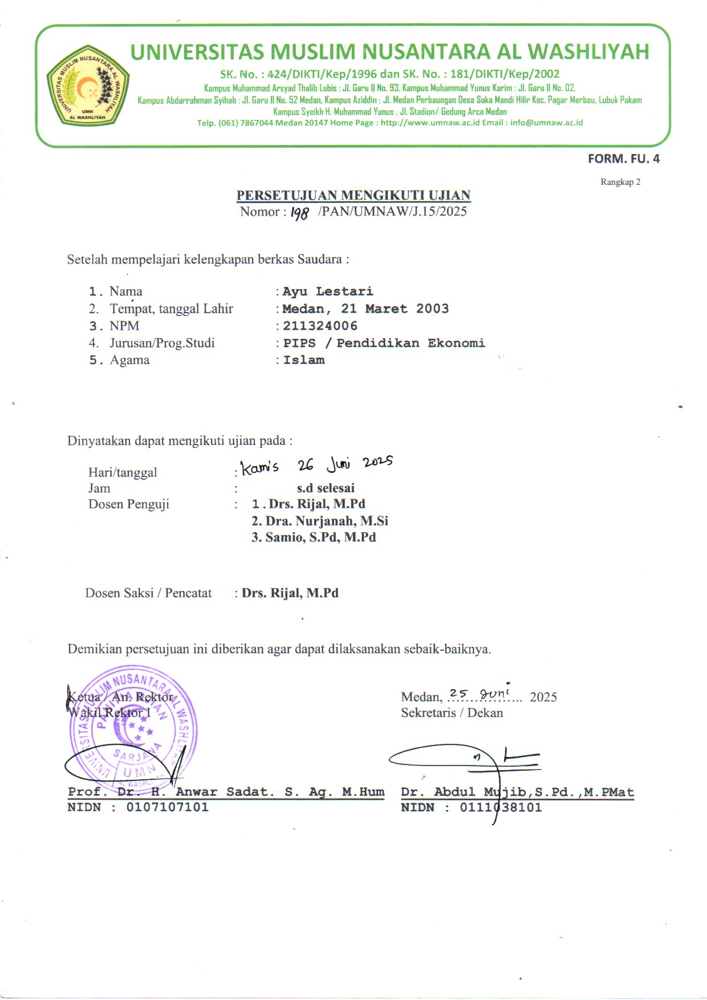 UNIVERSITAS MUSLIM NUSANTARA AL WASHLIYAH
UMN
AL WASHLIYAH
UNIVERSITAS MUSLIM NUSANTARA AL WASHLIYAH
SK. No. : 424/DIKTI/Kep/1996 dan SK. No. : 181/DIKTI/Kep/2002
Kampus Muhammad Arsyad Thalib Lubis : Jl. Garu II No. 93, Kampus Muhammad Yunus Karim : Jl. Garu II No. 02,
Kampus Abdurrahman Syihab : Jl. Garu II No. 52 Medan, Kampus Aziddin : Jl. Medan Perbaungan Desa Suka Mandi Hilir Kec. Pagar Merbau, Lubuk Pakam
Kampus Syeikh H. Muhammad Yunus , Jl. Stadion/ Gedung Arca Medan
Telp. (061) 7867044 Medan 20147 Home Page : http://www.umnaw.ac.id Email : info@umnaw.ac.id
FORM. FU. 4
Rangkap 2
PERSETUJUAN MENGIKUTI UJIAN
Nomor : 198 /PAN/UMNAW/J.15/2025
Setelah mempelajari kelengkapan berkas Saudara :
1. Nama : Ayu Lestari
2. Tempat, tanggal Lahir : Medan, 21 Maret 2003
3. NPM : 211324006
4. Jurusan/Prog.Studi : PIPS / Pendidikan Ekonomi
5. Agama : Islam
Dinyatakan dapat mengikuti ujian pada :
Hari/tanggal : Kamis 26 Juni 2025
Jam : s.d selesai
Dosen Penguji : 1. Drs. Rijal, M.Pd
2. Dra. Nurjanah, M.Si
3. Samio, S.Pd, M.Pd
Dosen Saksi / Pencatat : Drs. Rijal, M.Pd
Demikian persetujuan ini diberikan agar dapat dilaksanakan sebaik-baiknya.
Ketua / An. Rektor
Wakil Rektor I
UNIVERSITAS MUSLIM NUSANTARA AL WASHLIYAH
PANITIA UJIAN
SARJANA
UMN
AL WASHLIYAH
Prof. Dr. H. Anwar Sadat. S. Ag. M.Hum
NIDN : 0107107101
Medan, 25 Juni 2025
Sekretaris / Dekan
Dr. Abdul Mujib,S.Pd.,M.PMat
NIDN : 0111038101